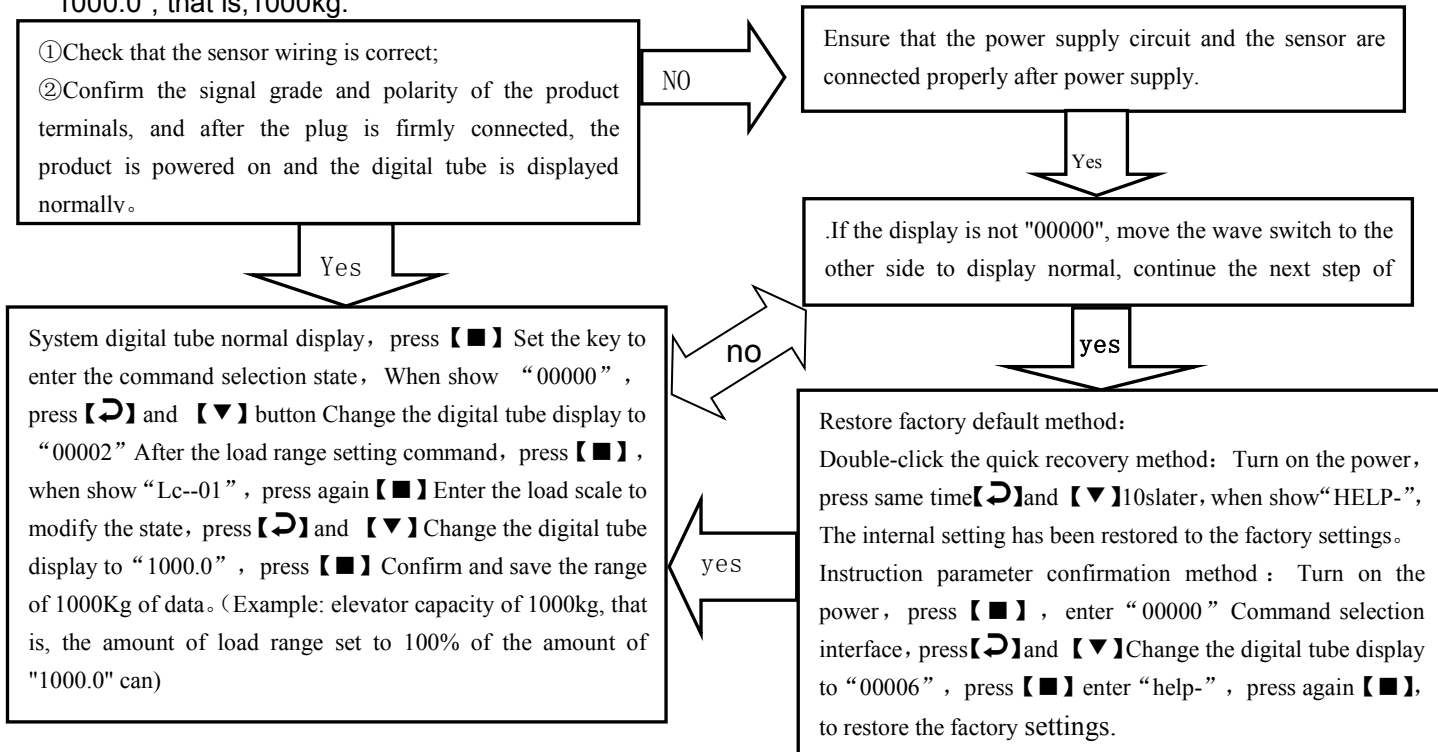 1000.0", that is,1000kg.
①Check that the sensor wiring is correct;
②Confirm the signal grade and polarity of the product
terminals, and after the plug is firmly connected, the
product is powered on and the digital tube is displayed
normally。
NO
Ensure that the power supply circuit and the sensor are
connected properly after power supply.
Yes
Yes
.If the display is not "00000", move the wave switch to the
other side to display normal, continue the next step of
no
yes
System digital tube normal display，press【■】Set the key to
enter the command selection state，When show “00000”，
press【⮌】and 【▼】button Change the digital tube display to
“00002”After the load range setting command，press【■】，
when show“Lc--01”，press again【■】Enter the load scale to
modify the state，press【⮌】and 【▼】Change the digital tube
display to“1000.0”，press【■】Confirm and save the range
of 1000Kg of data。（Example: elevator capacity of 1000kg, that
is, the amount of load range set to 100% of the amount of
"1000.0" can)
yes
Restore factory default method：
Double-click the quick recovery method：Turn on the power，
press same time【⮌】and 【▼】10slater，when show“HELP-”，
The internal setting has been restored to the factory settings。
Instruction parameter confirmation method：Turn on the
power，press【■】，enter“00000”Command selection
interface，press【⮌】and 【▼】Change the digital tube display
to“00006”，press【■】enter“help-”，press again【■】，
to restore the factory settings.